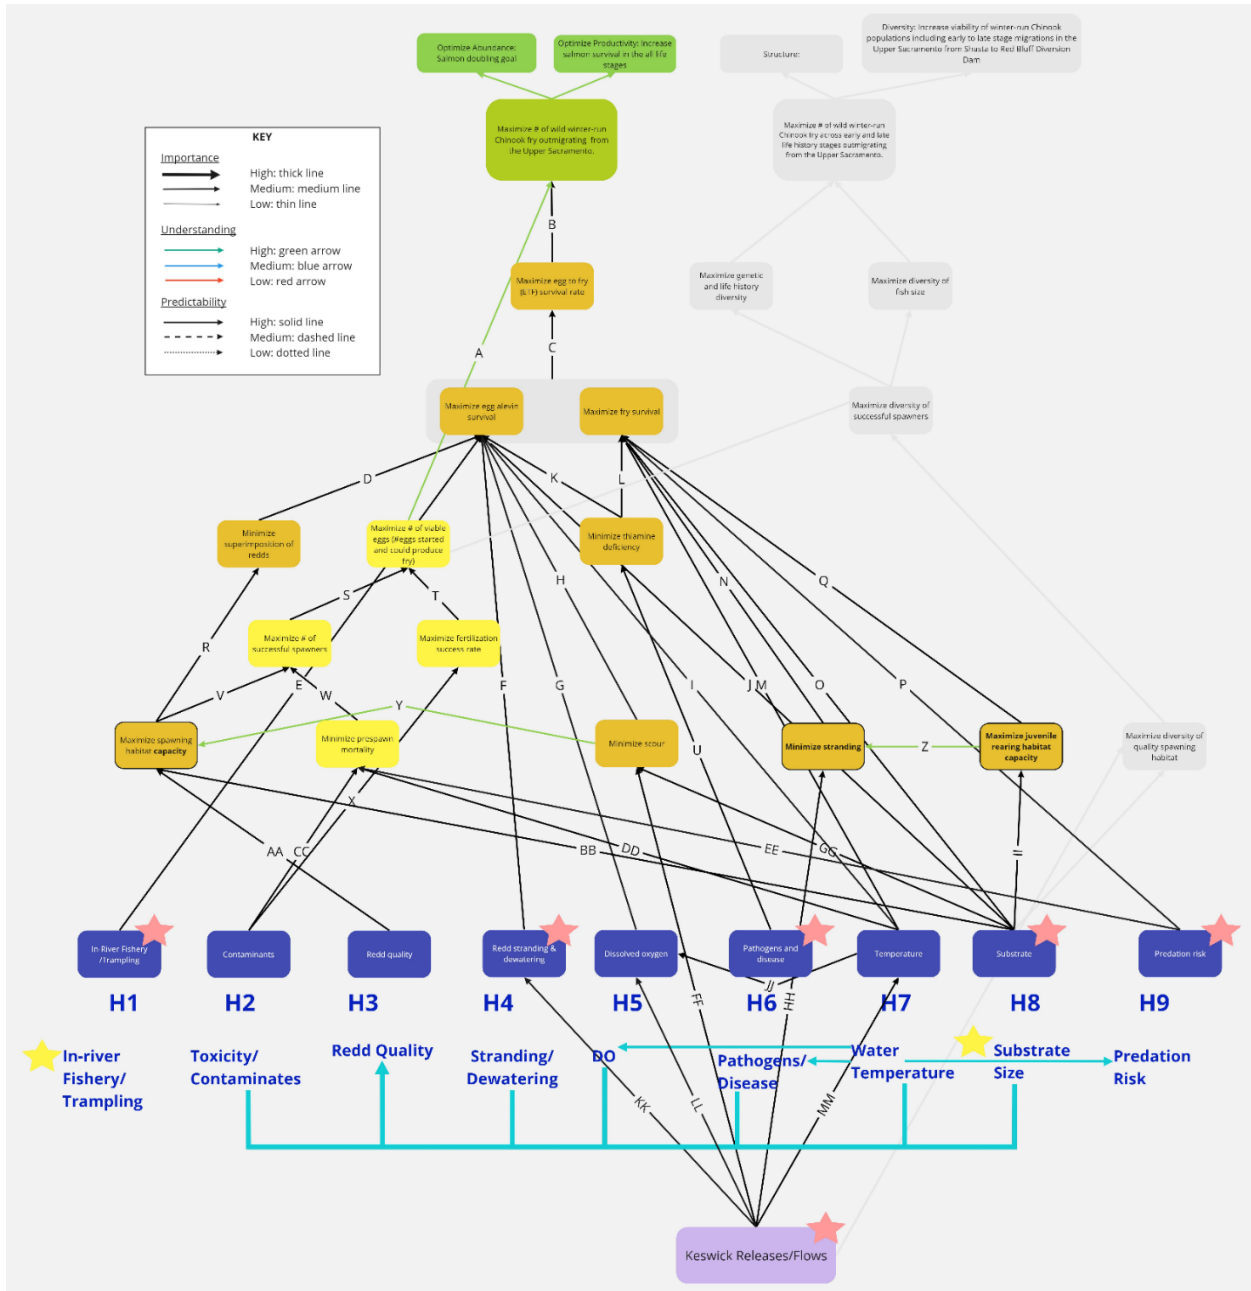 Optimize Abundance:
Salmon doubling goal
Optimize Productivity: Increase
salmon survival in the all life
stages
Structure:
Diversity: Increase viability of winter-run Chinook
populations including early to late stage migrations in the
Upper Sacramento from Shasta to Red Bluff Diversion
Dam
Maximize # of wild winter-run
Chinook fry outmigrating from
the Upper Sacramento.
Maximize # of wild winter-run
Chinook fry across early and late
life history stages outmigrating
from the Upper Sacramento.
KEY
Importance
High: thick line
Medium: medium line
Low: thin line
Understanding
High: green arrow
Medium: blue arrow
Low: red arrow
Predictability
High: solid line
Medium: dashed line
Low: dotted line
B
Maximize egg to fry
(ETF) survival rate
Maximize genetic
and life history
diversity
Maximize diversity of
fish size
A
C
Maximize egg alevin
survival
Maximize fry survival
Maximize diversity of
successful spawners
D
K
L
Minimize
superimposition of
redds
Maximize # of viable
eggs (#eggs started
and could produce
fry)
Minimize thiamine
deficiency
H
N
Q
S
T
R
Maximize # of
successful spawners
Maximize fertilization
success rate
V
E
W
F
G
I
J
M
O
P
Y
U
Z
Maximize spawning
habitat capacity
Minimize prespawn
mortality
Minimize scour
Minimize stranding
Maximize juvenile
rearing habitat
capacity
Maximize diversity of
quality spawning
habitat
X
AA
CC
BB
DD
EE
GG
II
In-River Fishery
/Trampling
Contaminants
Redd quality
Redd stranding &
dewatering
Dissolved oxygen
Pathogens and
disease
Temperature
Substrate
Predation risk
JJ
FF
HH
H1
H2
H3
H4
H5
H6
H7
H8
H9
In-river
Fishery/
Trampling
Toxicity/
Contaminates
Redd Quality
Stranding/
Dewatering
DO
Pathogens/
Disease
Water
Temperature
Substrate
Size
Predation
Risk
KK
LL
MM
Keswick Releases/Flows